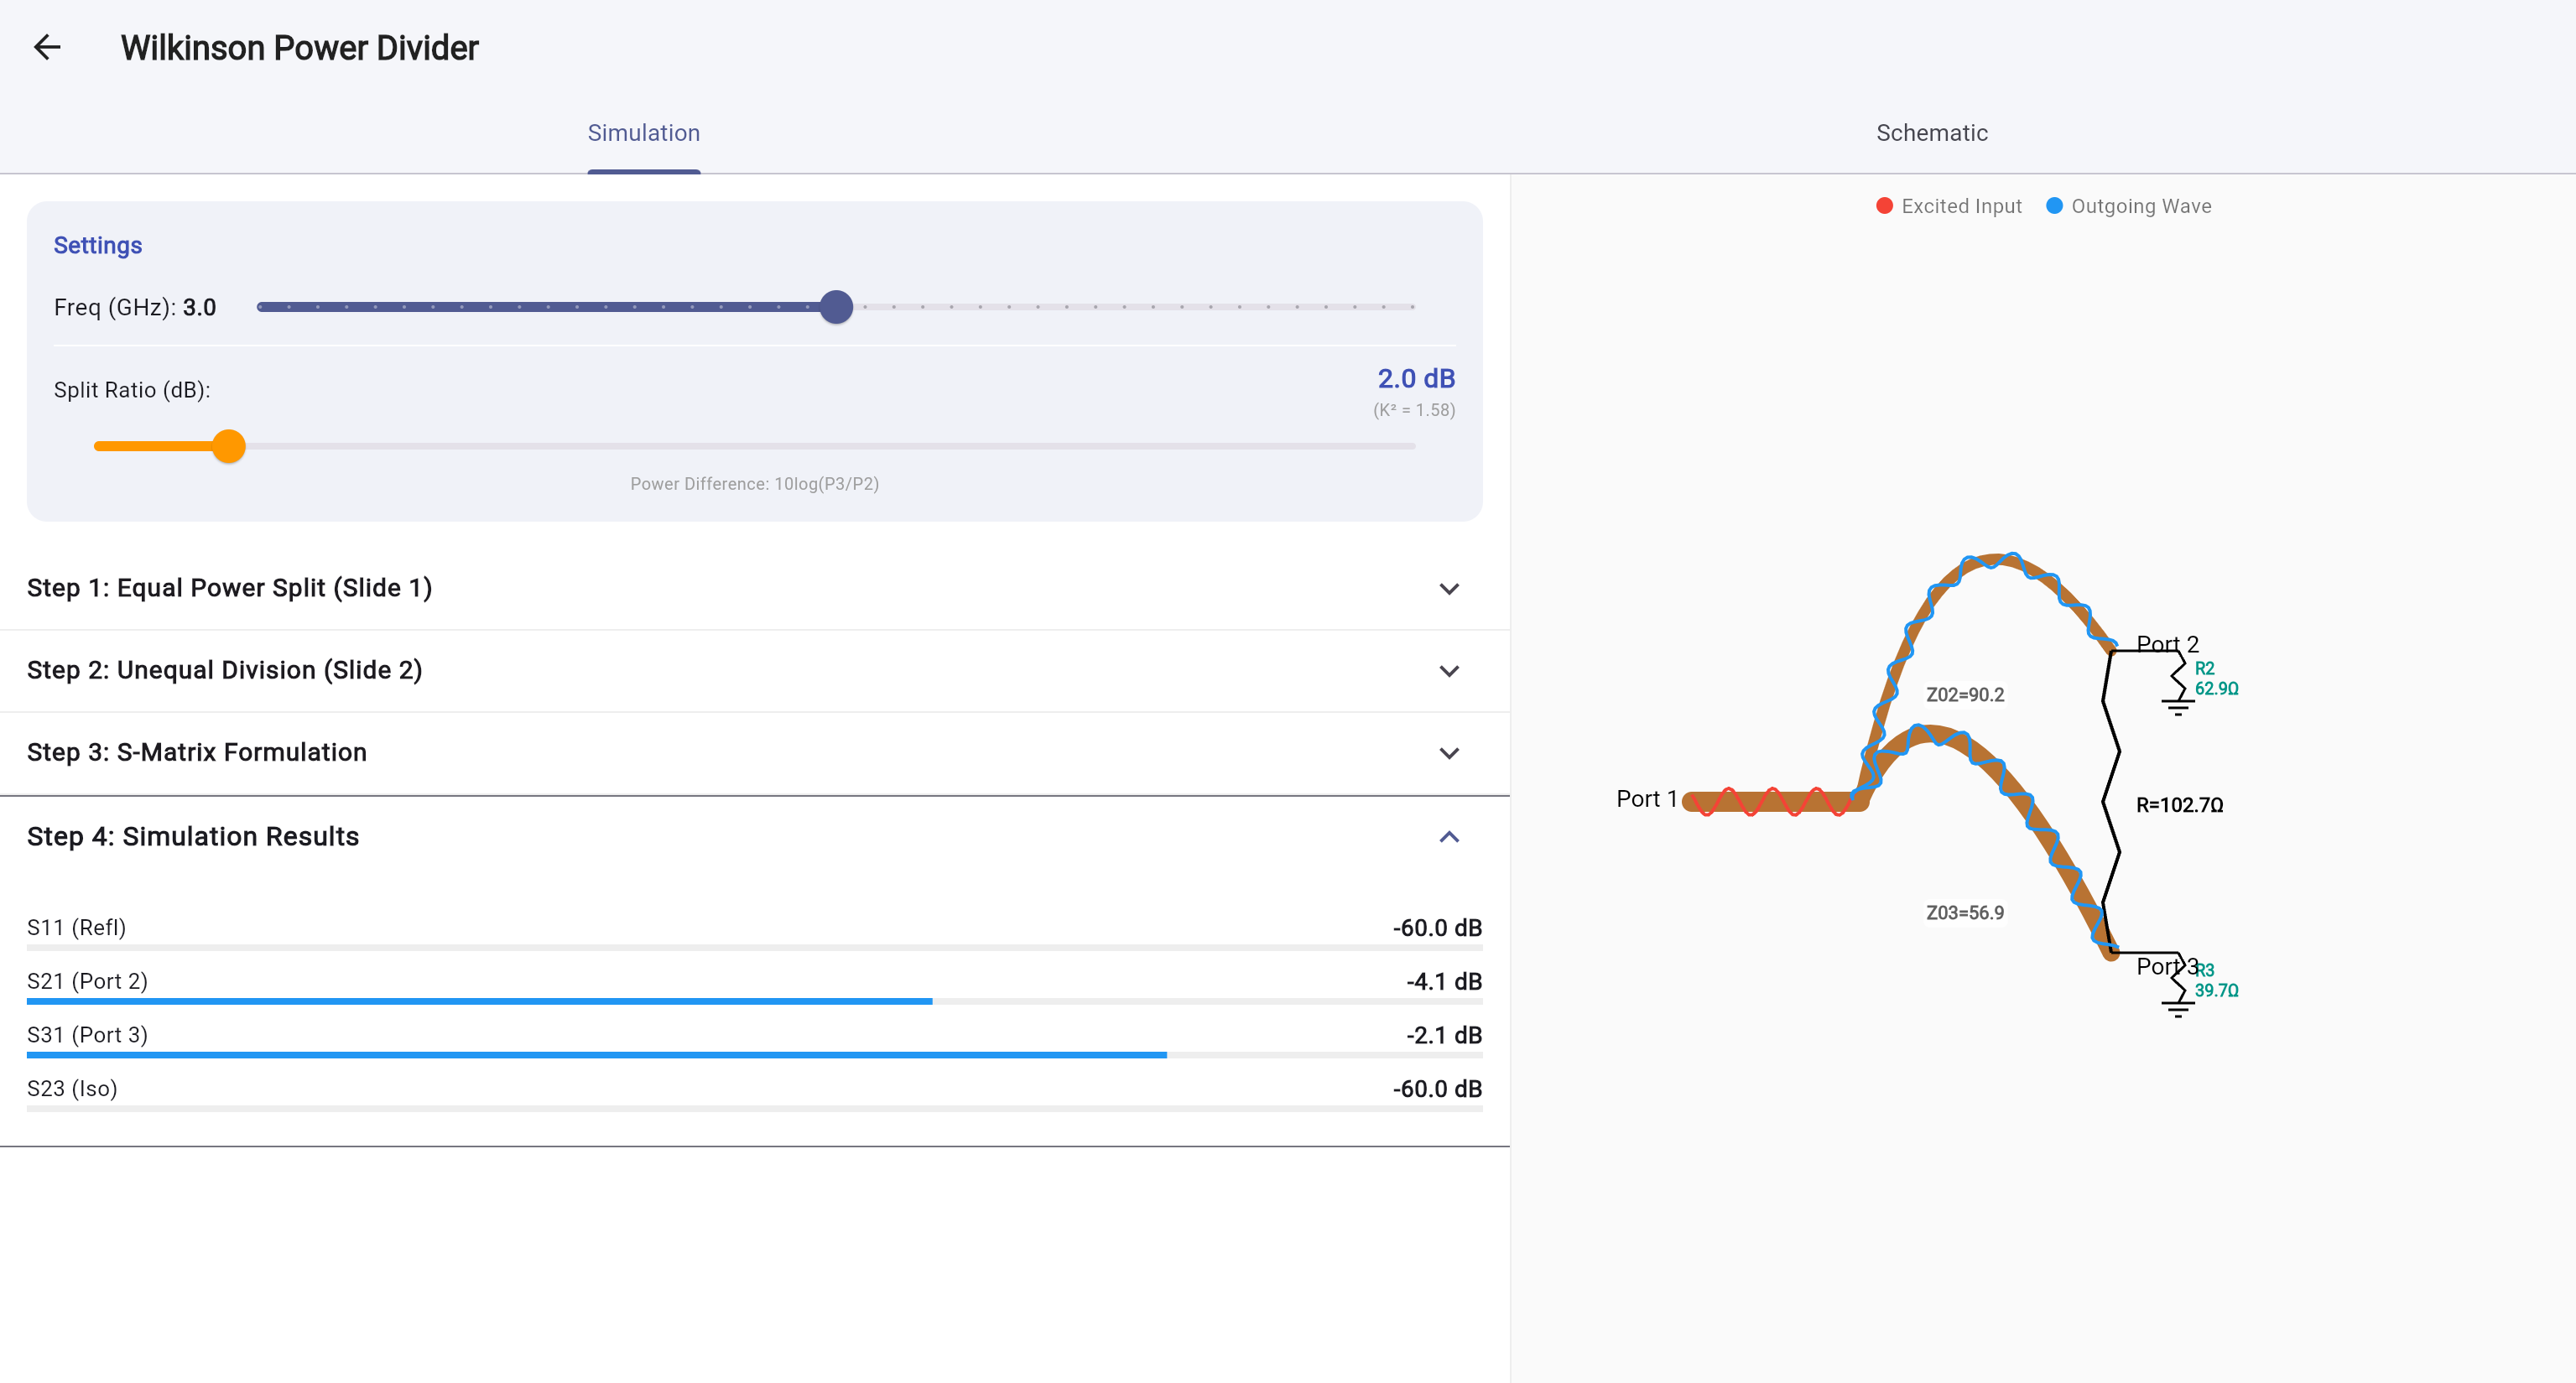 Wilkinson Power Divider
Simulation
Schematic
Settings
Freq (GHz): 3.0
Split Ratio (dB):
2.0 dB
(K² = 1.58)
Power Difference: 10log(P3/P2)
Step 1: Equal Power Split (Slide 1)
Step 2: Unequal Division (Slide 2)
Step 3: S-Matrix Formulation
Step 4: Simulation Results
S11 (Refl)
-60.0 dB
S21 (Port 2)
-4.1 dB
S31 (Port 3)
-2.1 dB
S23 (Iso)
-60.0 dB
Excited Input
Outgoing Wave
Port 2
R2
62.9Ω
Z02=90.2
Port 1
R=102.7Ω
Z03=56.9
Port 3
R3
39.7Ω